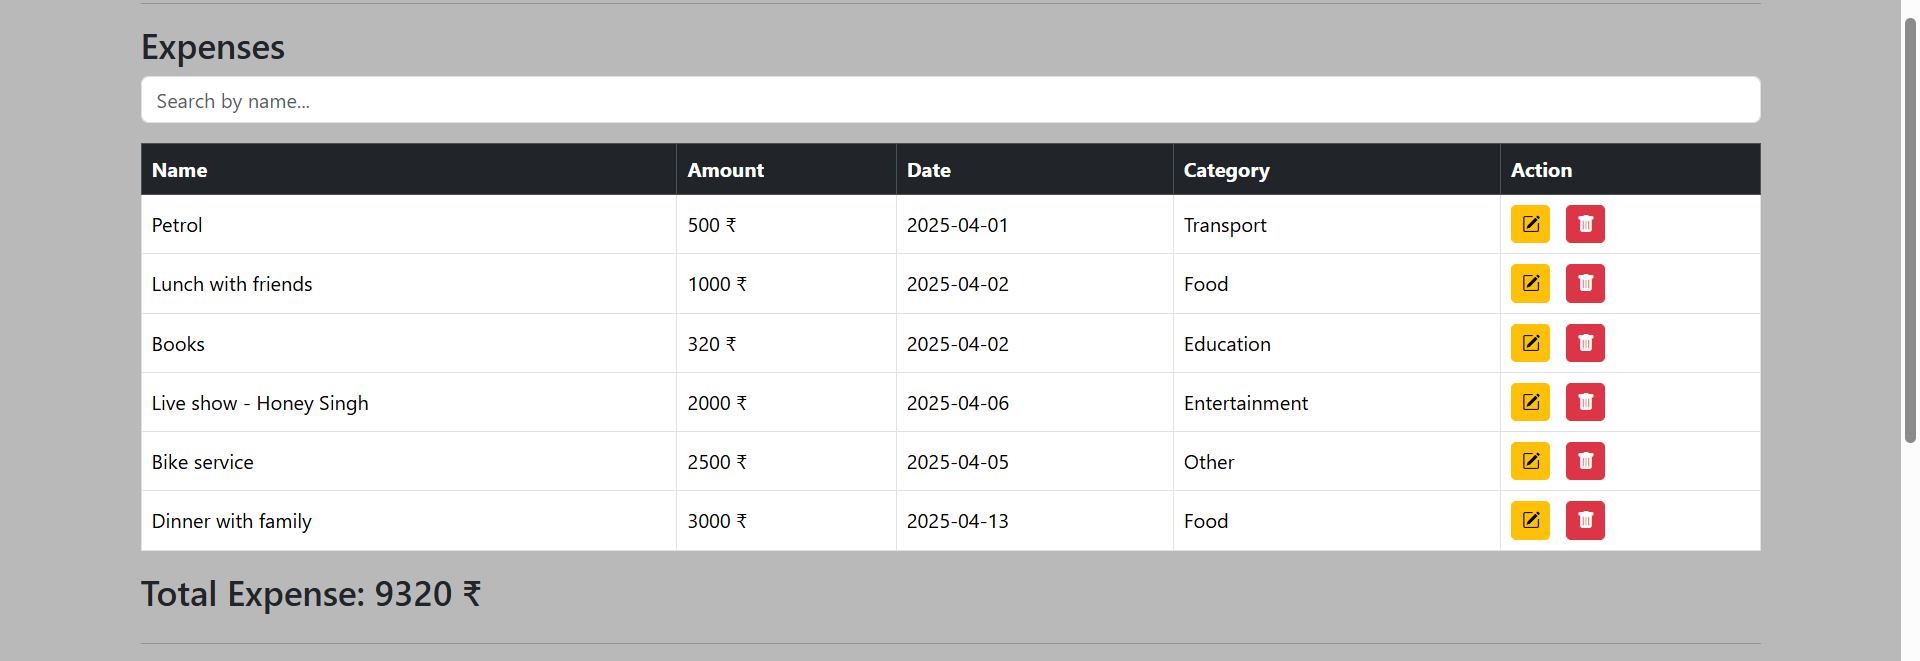 Expenses
Search by name...
Name Amount Date Category Action
Petrol 500 ₹ 2025-04-01 Transport
Lunch with friends 1000 ₹ 2025-04-02 Food
Books 320 ₹ 2025-04-02 Education
Live show - Honey Singh 2000 ₹ 2025-04-06 Entertainment
Bike service 2500 ₹ 2025-04-05 Other
Dinner with family 3000 ₹ 2025-04-13 Food
Total Expense: 9320 ₹